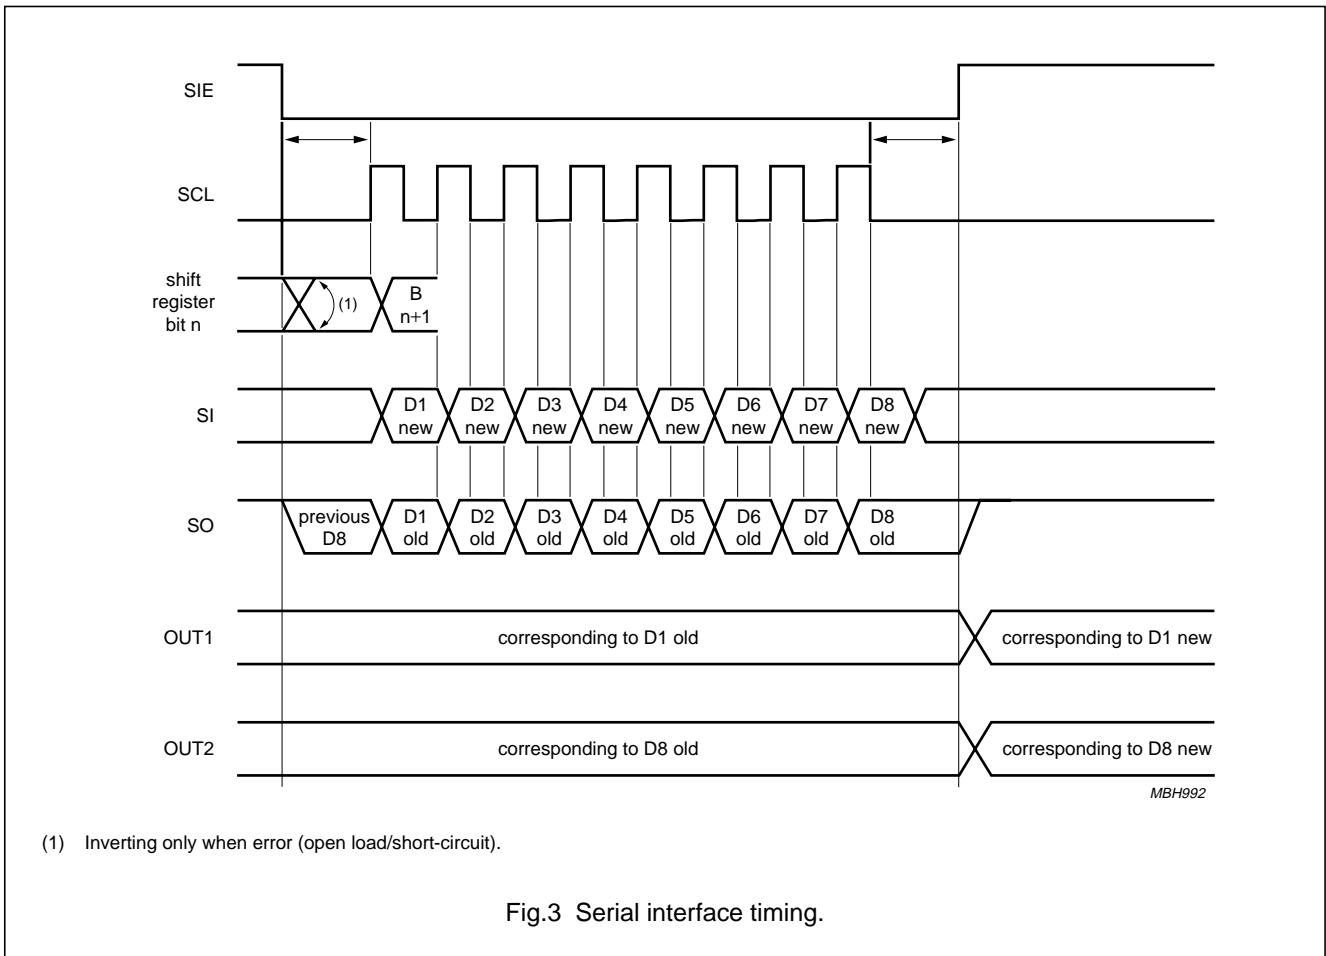 SIE
SCL
shift
register
bit n
(1)
B
n+1
SI
D1
new
D2
new
D3
new
D4
new
D5
new
D6
new
D7
new
D8
new
SO
previous
D8
D1
old
D2
old
D3
old
D4
old
D5
old
D6
old
D7
old
D8
old
OUT1
corresponding to D1 old
corresponding to D1 new
OUT2
corresponding to D8 old
corresponding to D8 new
MBH992
(1) Inverting only when error (open load/short-circuit).
Fig.3 Serial interface timing.